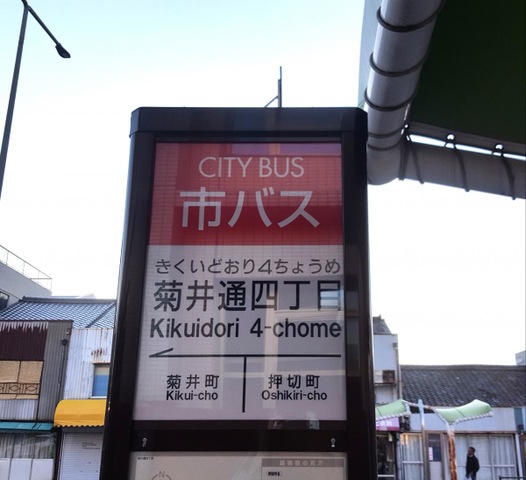 CITY BUS
市バス
きくいどおり4ちょうめ
菊井通四丁目
Kikuidori 4-chome
菊井町 押切町
Kikui-cho Oshikiri-cho